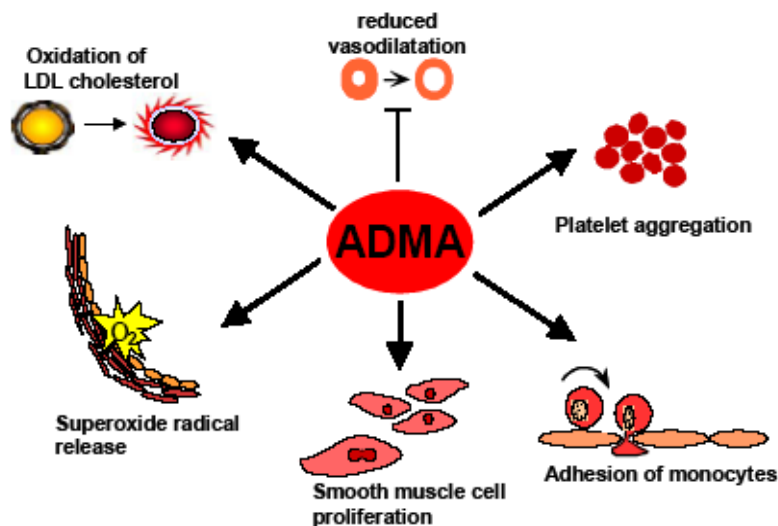 reduced
vasodilatation
Oxidation of
LDL cholesterol
ADMA
Platelet aggregation
O₂
Superoxide radical
release
Smooth muscle cell
proliferation
Adhesion of monocytes